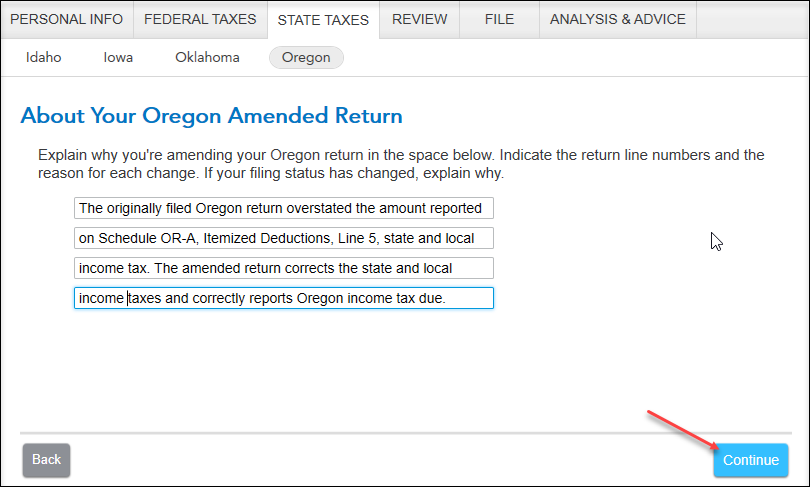 PERSONAL INFO FEDERAL TAXES STATE TAXES REVIEW FILE ANALYSIS & ADVICE
Idaho Iowa Oklahoma Oregon
About Your Oregon Amended Return
Explain why you're amending your Oregon return in the space below. Indicate the return line numbers and the
reason for each change. If your filing status has changed, explain why.
The originally filed Oregon return overstated the amount reported
on Schedule OR-A, Itemized Deductions, Line 5, state and local
income tax. The amended return corrects the state and local
income taxes and correctly reports Oregon income tax due.
Back Continue